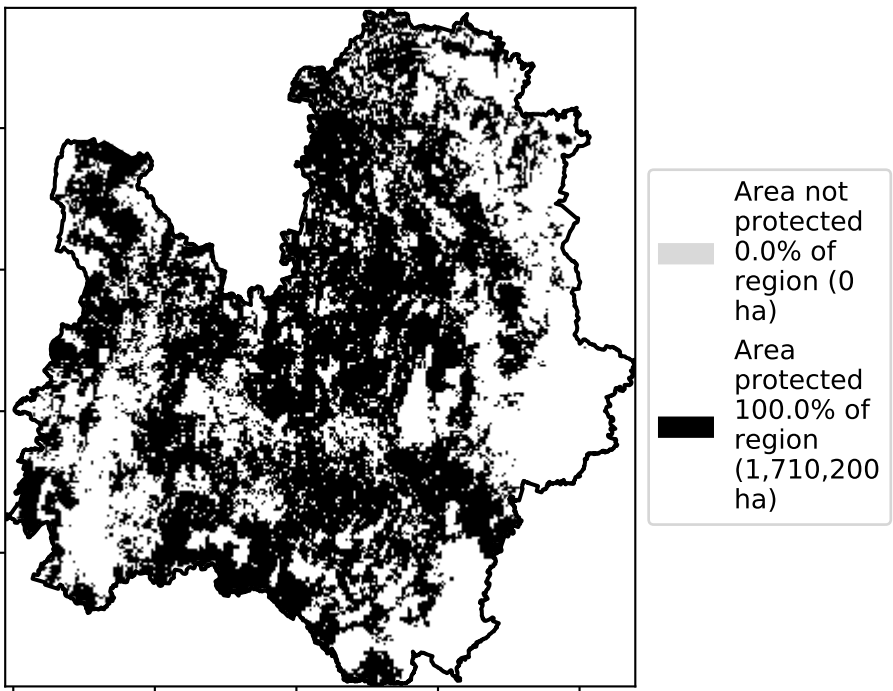 Area not
protected
0.0% of
region (0
ha)
Area
protected
100.0% of
region
(1,710,200
ha)